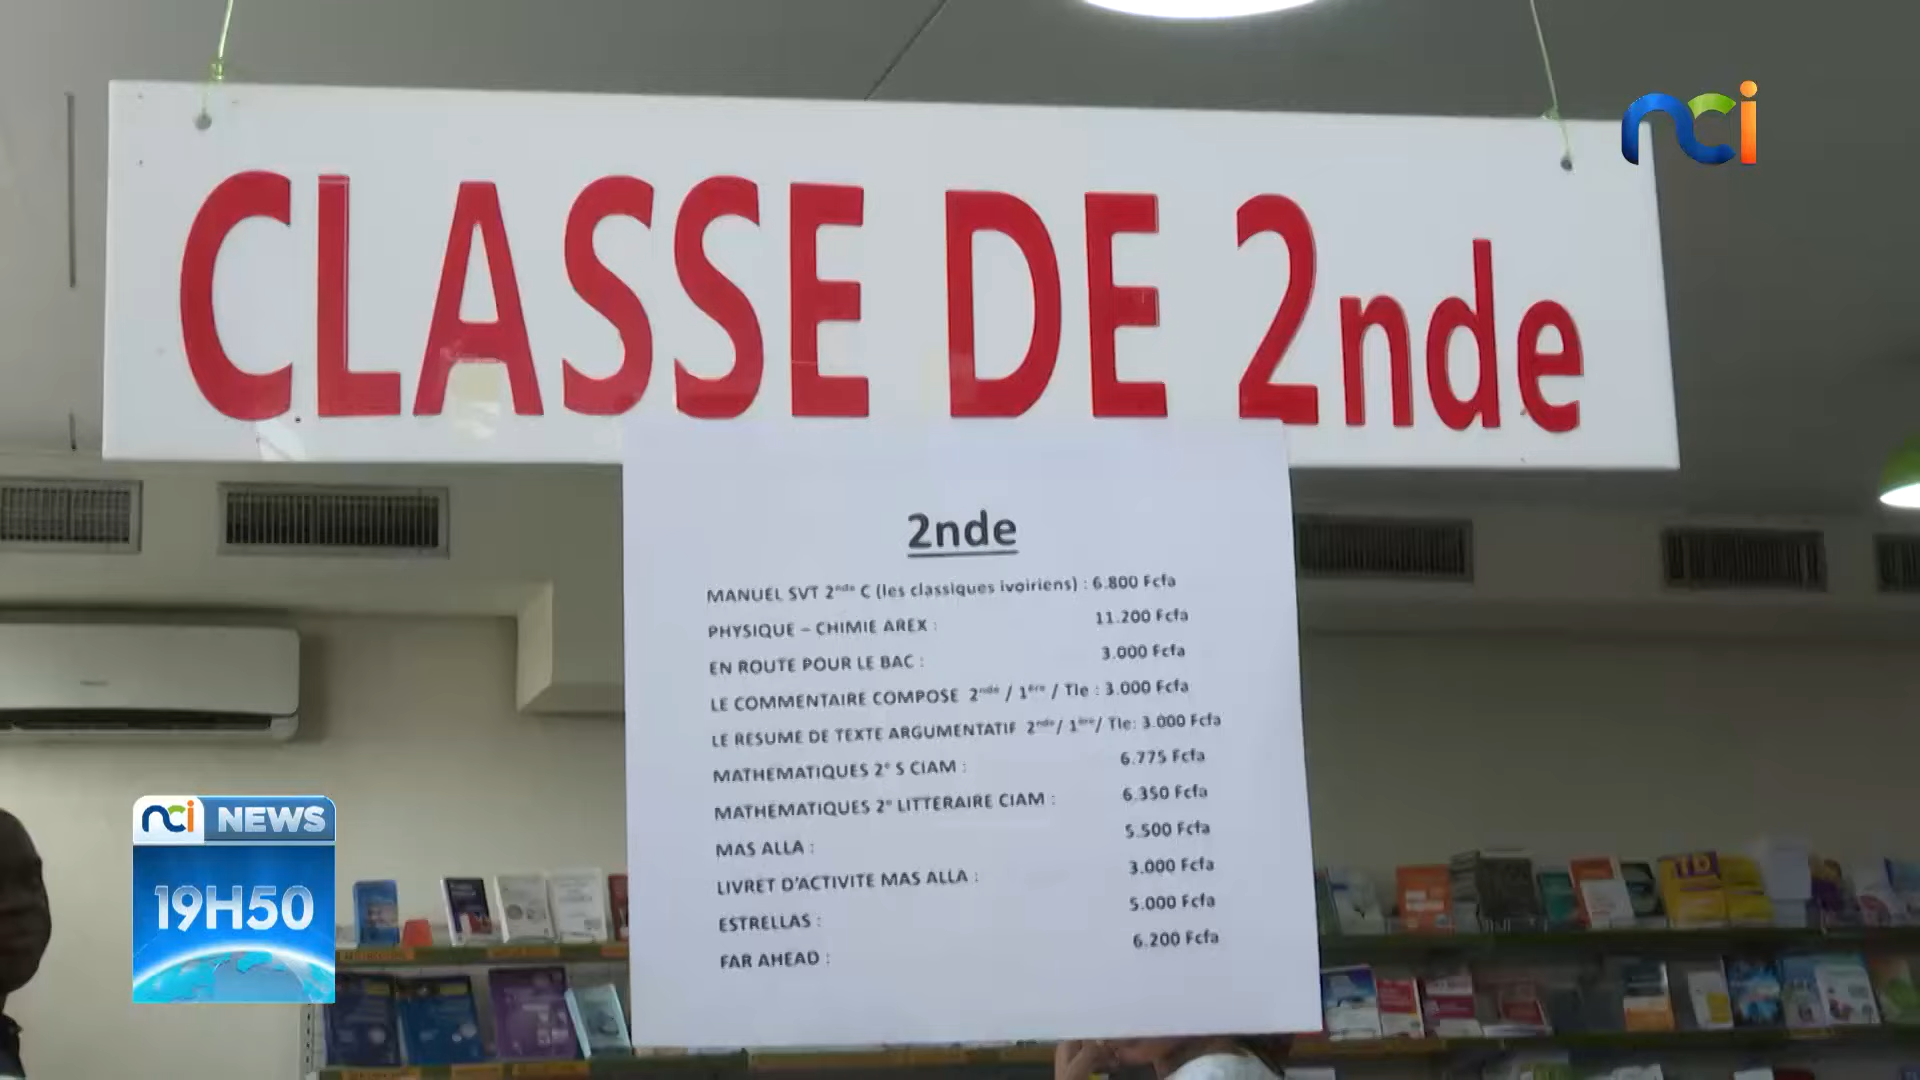 nci
CLASSE DE 2nde
2nde
MANUEL SVT 2nde C (les classiques ivoiriens) : 6.800 Fcfa
PHYSIQUE – CHIMIE AREX : 11.200 Fcfa
EN ROUTE POUR LE BAC : 3.000 Fcfa
LE COMMENTAIRE COMPOSE 2nde / 1ère / Tle : 3.000 Fcfa
LE RESUME DE TEXTE ARGUMENTATIF 2nde/ 1ère/ Tle: 3.000 Fcfa
MATHEMATIQUES 2e S CIAM : 6.775 Fcfa
MATHEMATIQUES 2e LITTERAIRE CIAM : 6.350 Fcfa
MAS ALLA : 5.500 Fcfa
LIVRET D'ACTIVITE MAS ALLA : 3.000 Fcfa
ESTRELLAS : 5.000 Fcfa
FAR AHEAD : 6.200 Fcfa
nci NEWS
19H50
TD